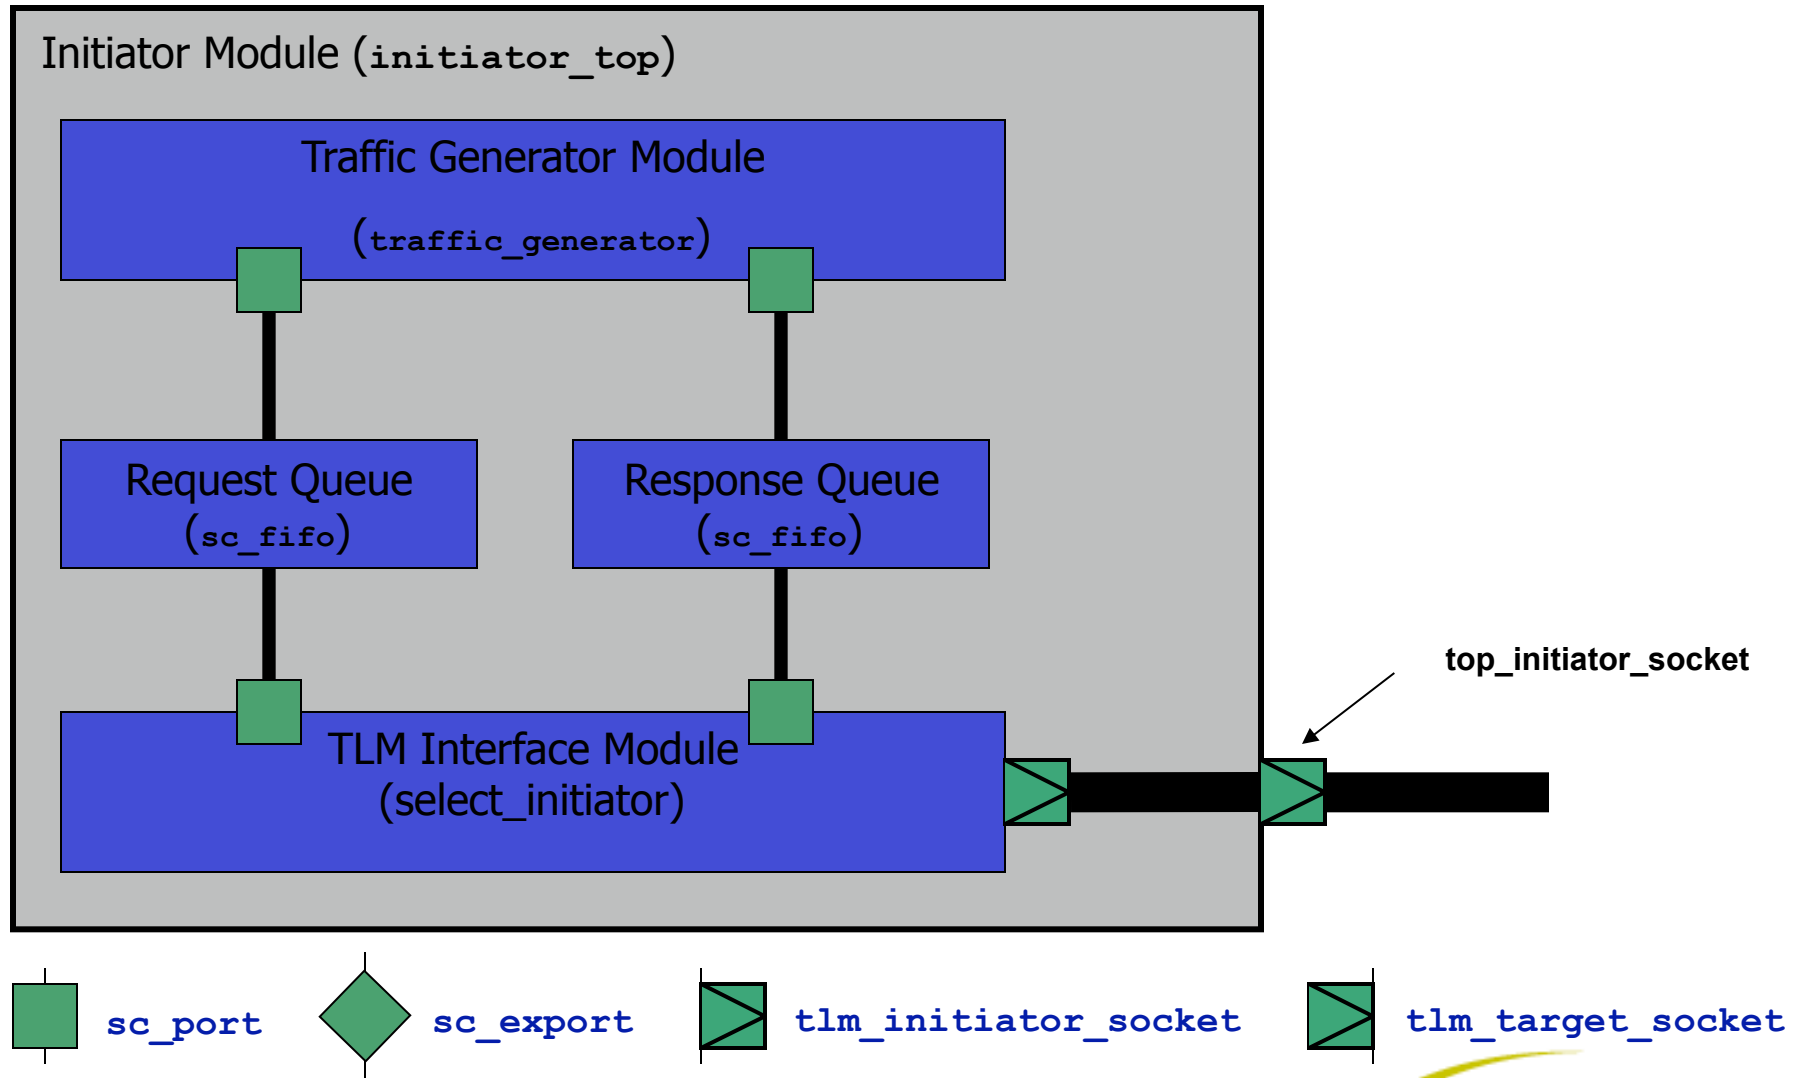 Initiator Module (initiator_top)
Traffic Generator Module
(traffic_generator)
Request Queue
(sc_fifo)
Response Queue
(sc_fifo)
top_initiator_socket
TLM Interface Module
(select_initiator)
sc_port
sc_export
tlm_initiator_socket
tlm_target_socket